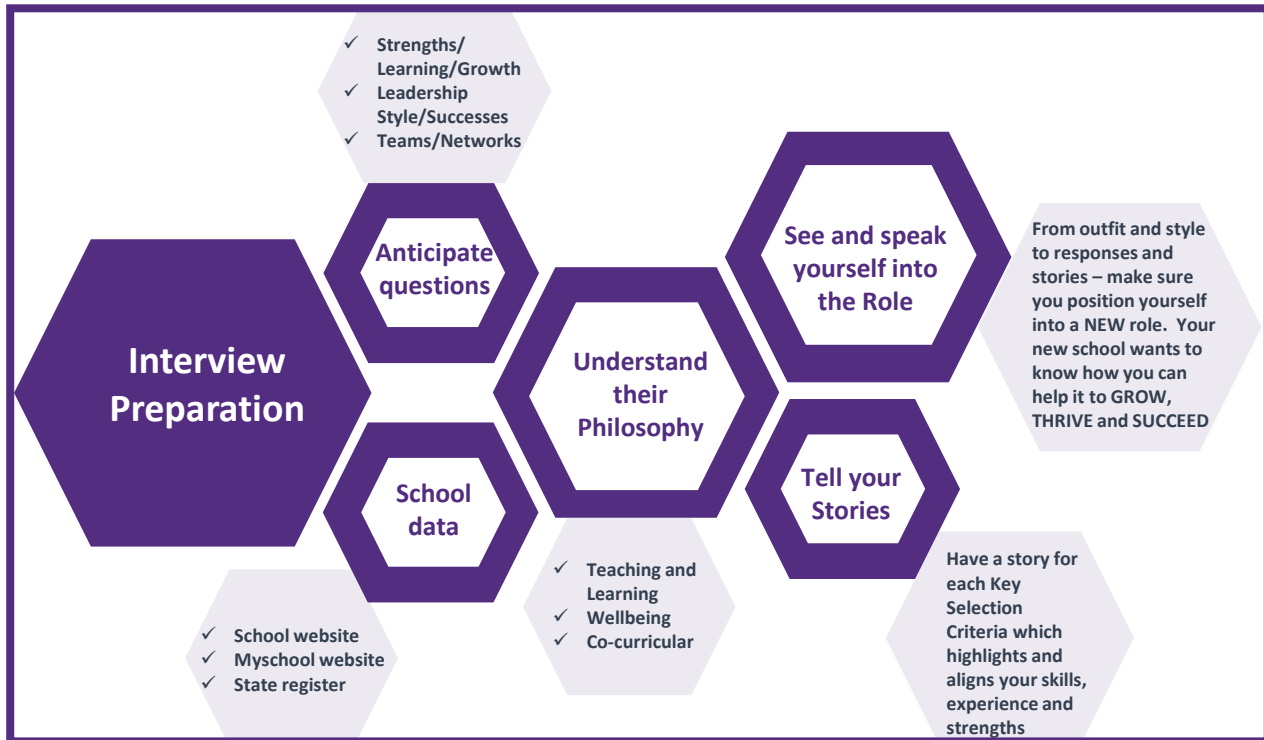 ✓ Strengths/
Learning/Growth
✓ Leadership
Style/Successes
✓ Teams/Networks
Anticipate
questions
Interview
Preparation
School
data
✓ School website
✓ Myschool website
✓ State register
Understand
their
Philosophy
✓ Teaching and
Learning
✓ Wellbeing
✓ Co-curricular
See and speak
yourself into
the Role
From outfit and style
to responses and
stories – make sure
you position yourself
into a NEW role.  Your
new school wants to
know how you can
help it to GROW,
THRIVE and SUCCEED
Tell your
Stories
Have a story for
each Key
Selection
Criteria which
highlights and
aligns your skills,
experience and
strengths